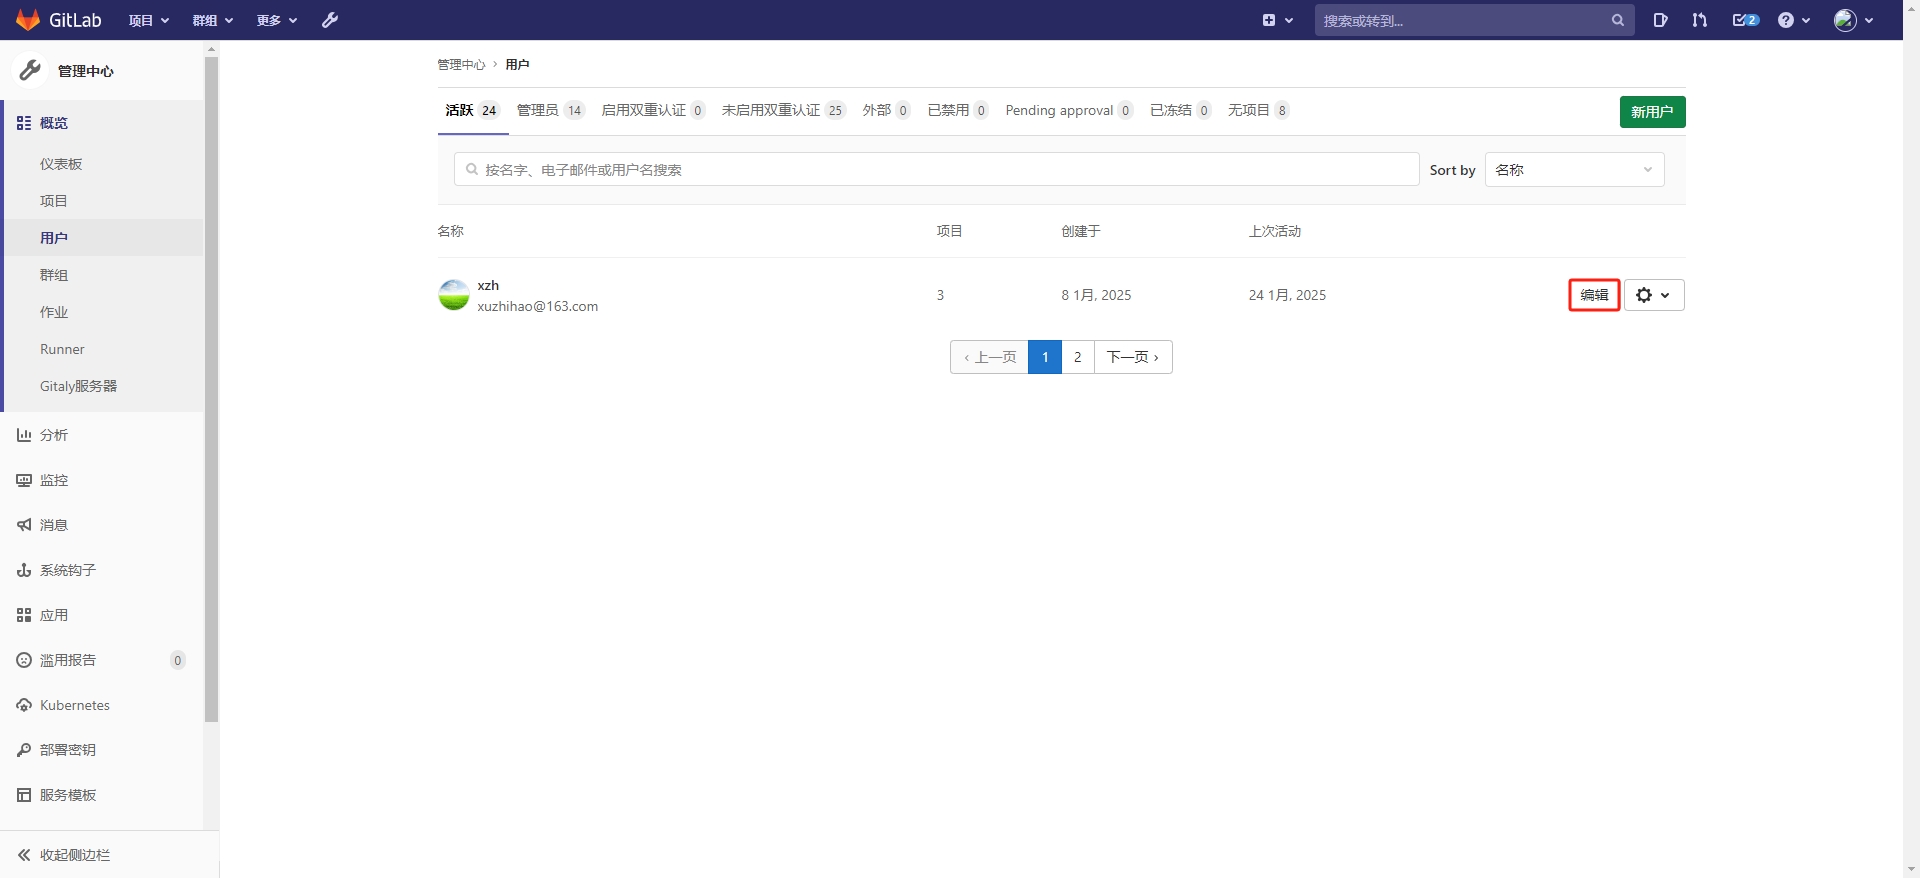 GitLab 项目 群组 更多 搜索或转到... 2
管理中心
概览
仪表板
项目
用户
群组
作业
Runner
Gitaly服务器
分析
监控
消息
系统钩子
应用
滥用报告 0
Kubernetes
部署密钥
服务模板
收起侧边栏
管理中心 › 用户
活跃 24 管理员 14 启用双重认证 0 未启用双重认证 25 外部 0 已禁用 0 Pending approval 0 已冻结 0 无项目 8 新用户
按名字、电子邮件或用户名搜索 Sort by 名称
名称 项目 创建于 上次活动
xzh
xuzhihao@163.com 3 8 1月, 2025 24 1月, 2025 编辑
‹ 上一页 1 2 下一页 ›